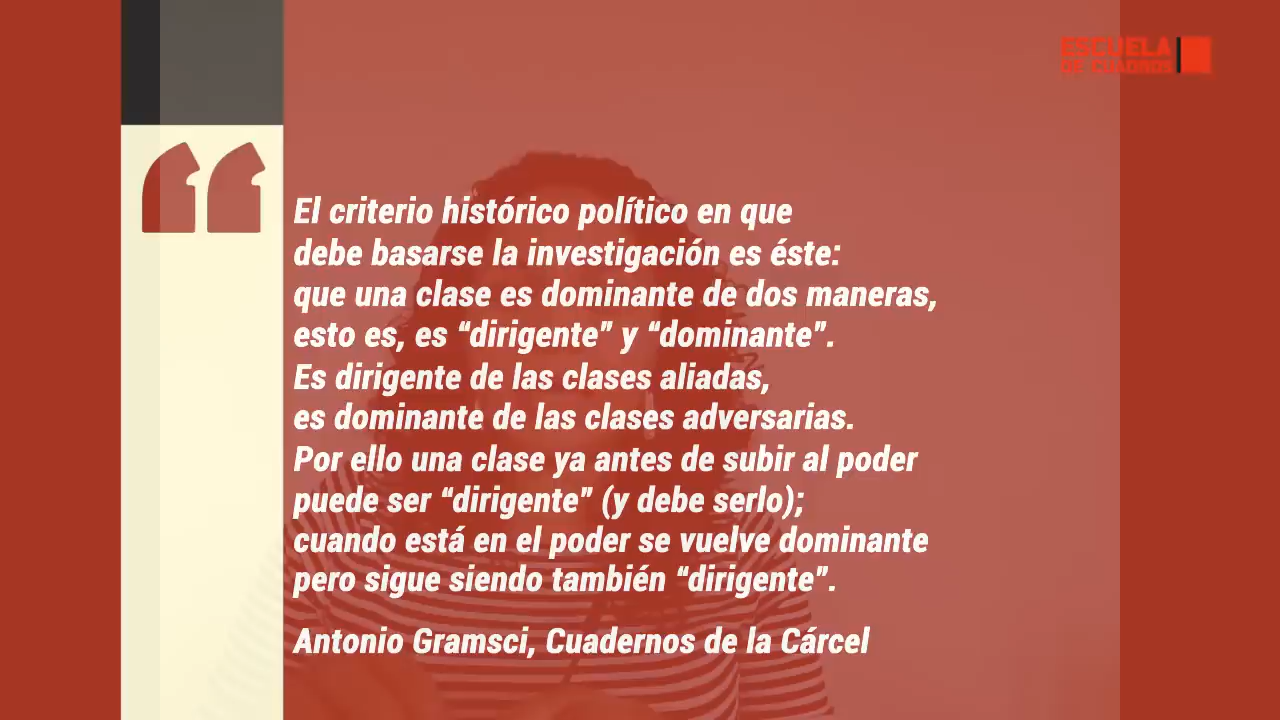 ESCUELA
DE CUADROS
“
El criterio histórico político en que
debe basarse la investigación es éste:
que una clase es dominante de dos maneras,
esto es, es “dirigente” y “dominante”.
Es dirigente de las clases aliadas,
es dominante de las clases adversarias.
Por ello una clase ya antes de subir al poder
puede ser “dirigente” (y debe serlo);
cuando está en el poder se vuelve dominante
pero sigue siendo también “dirigente”.
Antonio Gramsci, Cuadernos de la Cárcel